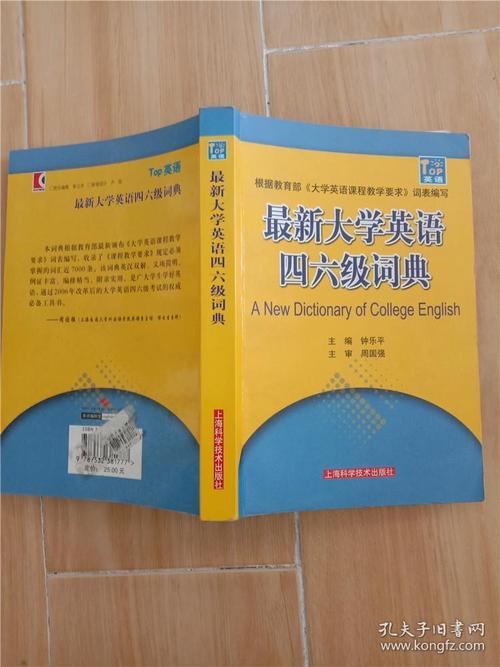 Top英语
最新大学英语四六级词典
本词典根据教育部最新颁布《大学英语课程教学
要求》词表编写，收录了《课程教学要求》规定必须
掌握的词汇近7000条。该词典英汉双解，义项简明，
例证丰富，编排精当，附录实用，是广大学生学好英
语、通过2006年改革后的大学英语四六级考试的权威
必备工具书。
9787532381777
定价：25.00元
TOP
英语
最新大学英语四六级词典
上海科学技术出版社
TOP
英语
根据教育部《大学英语课程教学要求》词表编写
最新大学英语
四六级词典
A New Dictionary of College English
主编 钟乐平
主审 周国强
上海科学技术出版社
孔夫子旧书网
www.kongfz.com